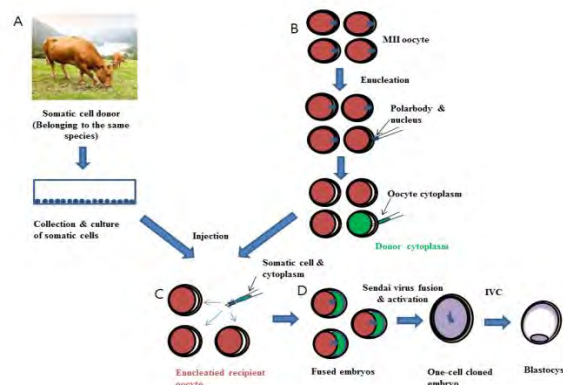 A
Somatic cell donor
(Belonging to the same
species)
Collection & culture
of somatic cells
B
MII oocyte
Enucleation
Polarbody &
nucleus
Oocyte cytoplasm
Donor cytoplasm
Injection
C
Somatic cell &
cytoplasm
Enucleatied recipient
oocyte
D
Fused embryos
Sendai virus fusion
& activation
One-cell cloned
embryo
IVC
Blastocys